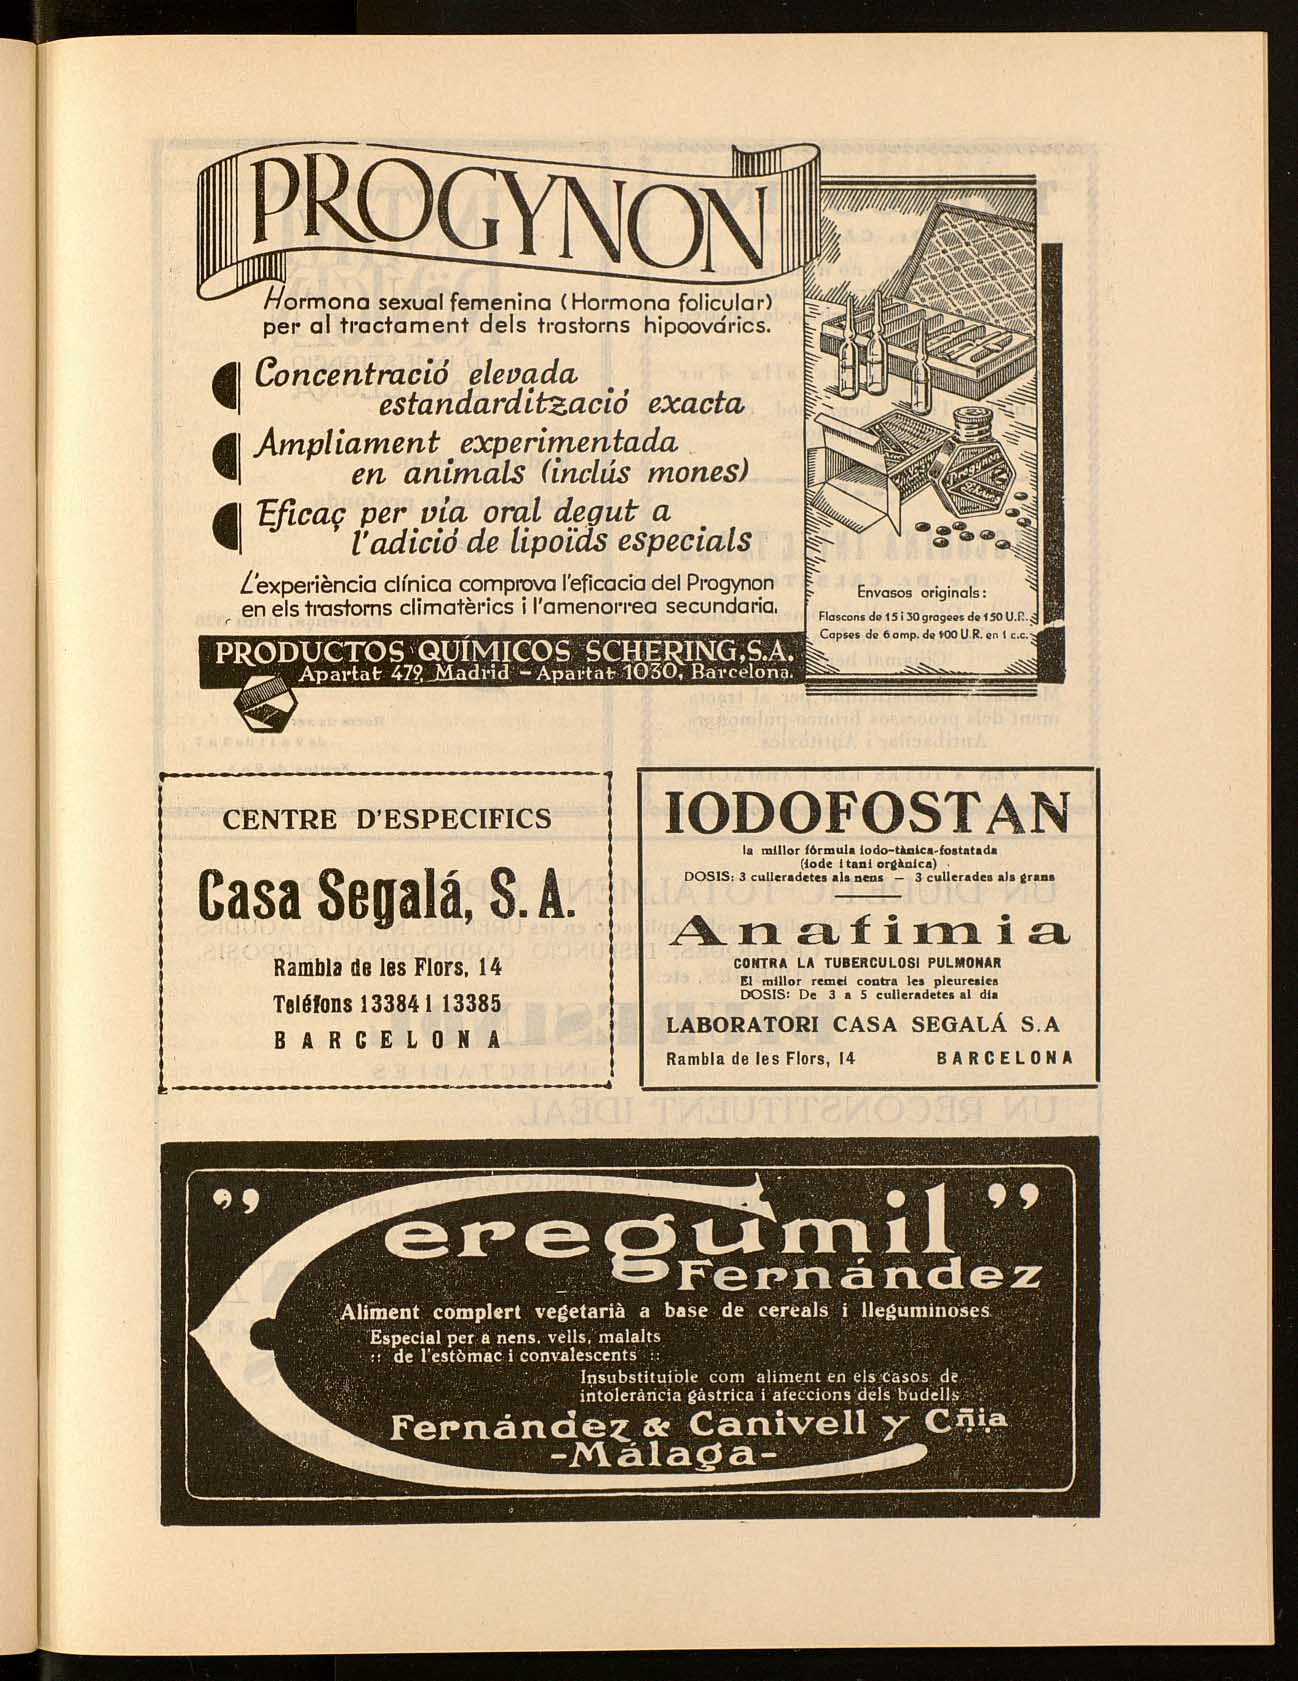 PROGYNON
Hormona sexual femenina (Hormona folicular)
per al tractament dels trastorns hipoovárics.
Concentració elevada
estandardització exacta
Ampliament experimentada
en animals (inclús mones)
Eficaç per via oral degut a
l'adició de lipoïds especials
L'experiència clínica comprova l'eficacia del Progynon
en els trastorns climatèrics i l'amenorrea secundaria.
PRODUCTOS QUÍMICOS SCHERING, S.A.
Apartat 479, Madrid - Apartat 1030, Barcelona.
Progynon
Envasos originals:
Flascons de 15 i 30 gragees de 150 U.R.
Capses de 6 amp. de 100 U.R. en 1 c.c.
CENTRE D'ESPECIFICS
Casa Segalá, S. A.
Rambla de les Flors, 14
Teléfons 13384 I 13385
BARCELONA
IODOFOSTAN
la millor fórmula iodo-tànica-fostatada
(iode i tani orgànica)
DOSIS: 3 culleradetes als nens — 3 cullerades als grans
Anafimia
CONTRA LA TUBERCULOSI PULMONAR
El millor remei contra les pleuresies
DOSIS: De 3 a 5 culleradetes al dia
LABORATORI CASA SEGALÁ S. A
Rambla de les Flors, 14 BARCELONA
"Ceregumil"
Fernández
Aliment complert vegetarià a base de cereals i lleguminoses
Especial per a nens, vells, malalts
:: de l'estòmac i convalescents ::
Insubstituïble com aliment en els casos de
intolerància gàstrica i afeccions dels budells
Fernández & Canivell y Cñia
-Málaga-